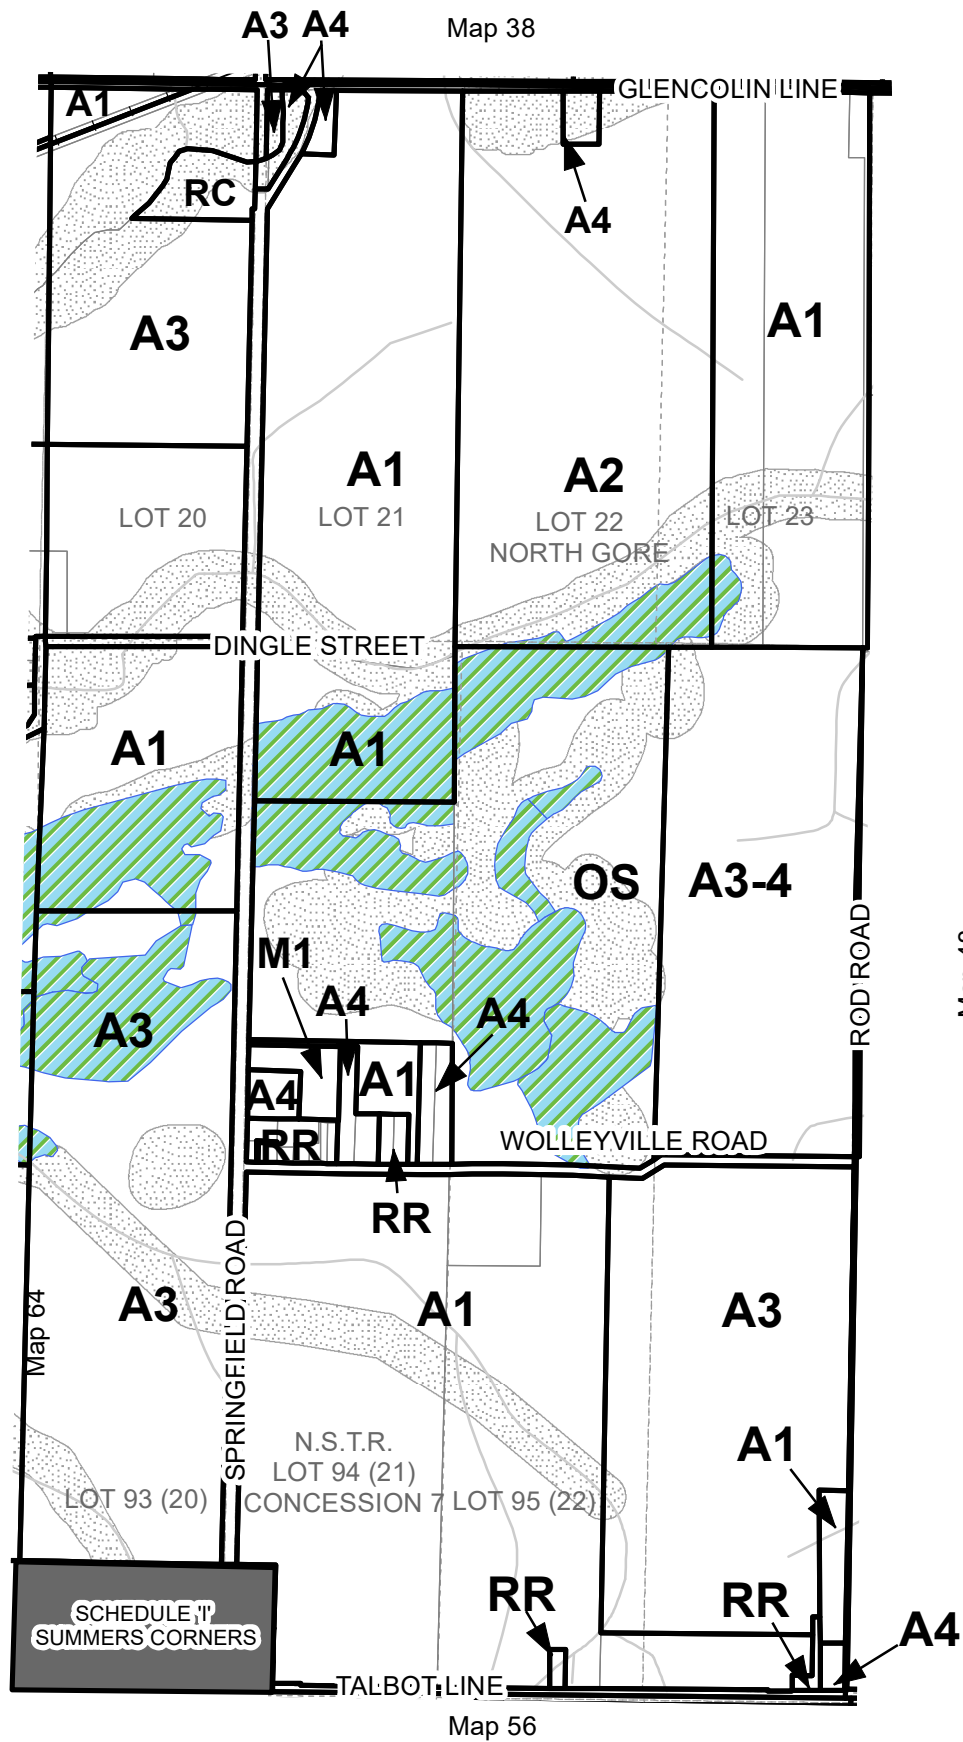 A3 A4 Map 38
GLENCOLIN LINE
A1
RC
A4
A3
A1
A1
A2
LOT 20
LOT 21
LOT 22
NORTH GORE
LOT 23
DINGLE STREET
A1
A1
OS
A3-4
ROD ROAD
M1
A4
A4
A3
A1
A4
RR
WOLLEYVILLE ROAD
RR
SPRINGFIELD ROAD
Map 64
A3
A1
A3
A1
N.S.T.R.
LOT 94 (21)
CONCESSION 7
LOT 93 (20)
LOT 95 (22)
RR
RR
A4
SCHEDULE 'I'
SUMMERS CORNERS
TALBOT LINE
Map 56